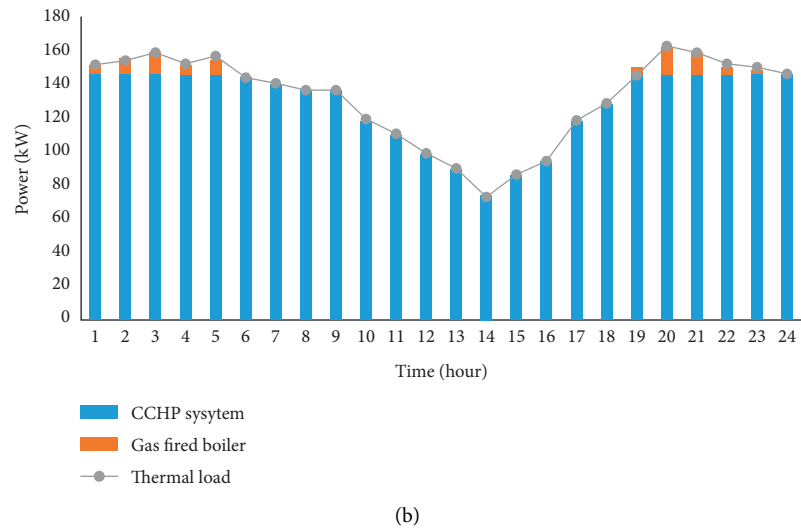 180
160
140
120
100
80
60
40
20
0
Power (kW)
1 2 3 4 5 6 7 8 9 10 11 12 13 14 15 16 17 18 19 20 21 22 23 24
Time (hour)
CCHP sysytem
Gas fired boiler
Thermal load
(b)